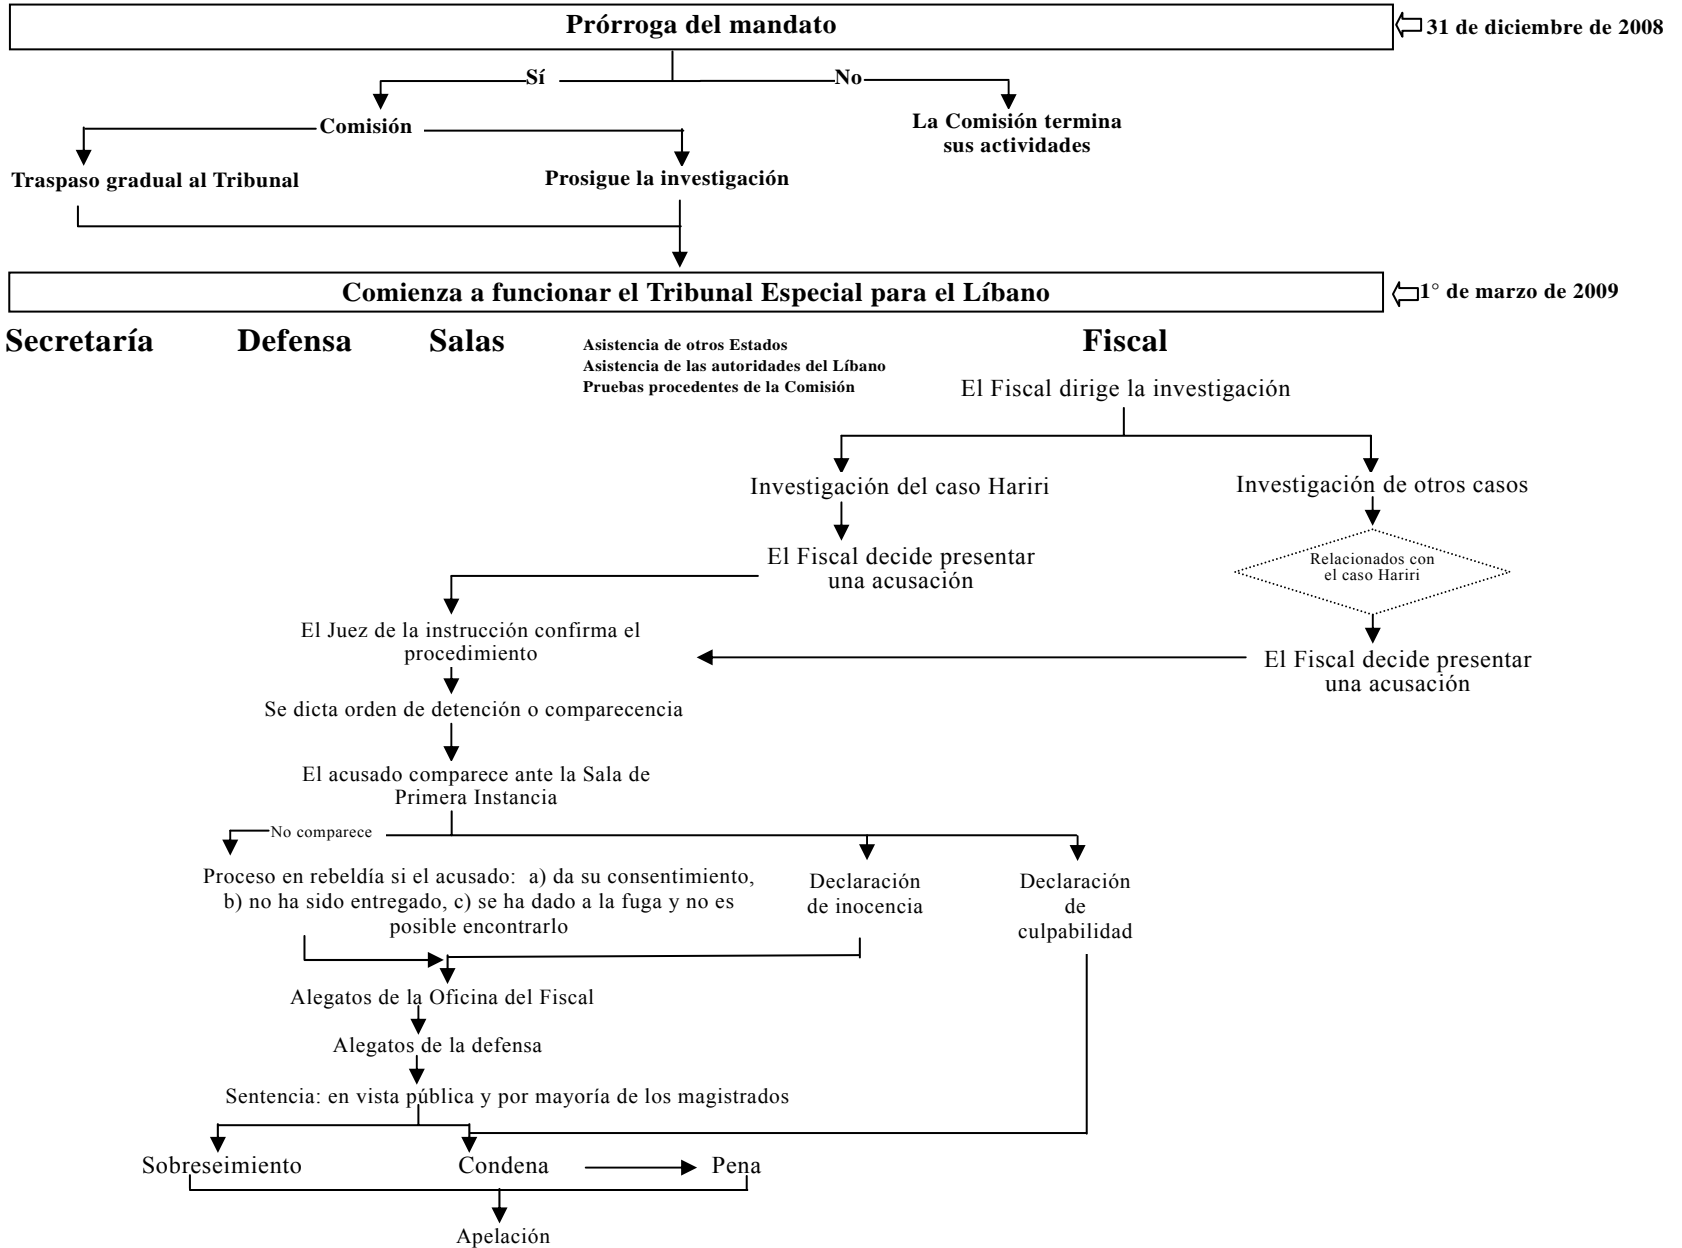 Prórroga del mandato
31 de diciembre de 2008
Sí
No
Comisión
La Comisión termina
sus actividades
Traspaso gradual al Tribunal
Prosigue la investigación
Comienza a funcionar el Tribunal Especial para el Líbano
1° de marzo de 2009
Secretaría
Defensa
Salas
Asistencia de otros Estados
Asistencia de las autoridades del Líbano
Pruebas procedentes de la Comisión
Fiscal
El Fiscal dirige la investigación
Investigación del caso Hariri
Investigación de otros casos
El Fiscal decide presentar
una acusación
Relacionados con
el caso Hariri
El Juez de la instrucción confirma el
procedimiento
El Fiscal decide presentar
una acusación
Se dicta orden de detención o comparecencia
El acusado comparece ante la Sala de
Primera Instancia
No comparece
Proceso en rebeldía si el acusado: a) da su consentimiento,
b) no ha sido entregado, c) se ha dado a la fuga y no es
posible encontrarlo
Declaración
de inocencia
Declaración
de
culpabilidad
Alegatos de la Oficina del Fiscal
Alegatos de la defensa
Sentencia: en vista pública y por mayoría de los magistrados
Sobreseimiento
Condena
Pena
Apelación